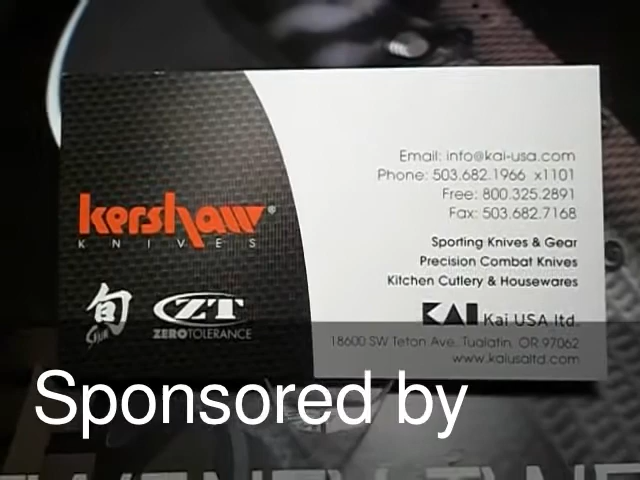 Email: info@kai-usa.com
Phone: 503.682.1966 x1101
Free: 800.325.2891
Fax: 503.682.7168
kershaw®
KNIVES
Sporting Knives & Gear
Precision Combat Knives
Kitchen Cutlery & Housewares
旬
Shun
ZT
ZEROTOLERANCE
KAI Kai USA ltd.
18600 SW Teton Ave. Tualatin, OR 97062
www.kaiusaltd.com
Sponsored by